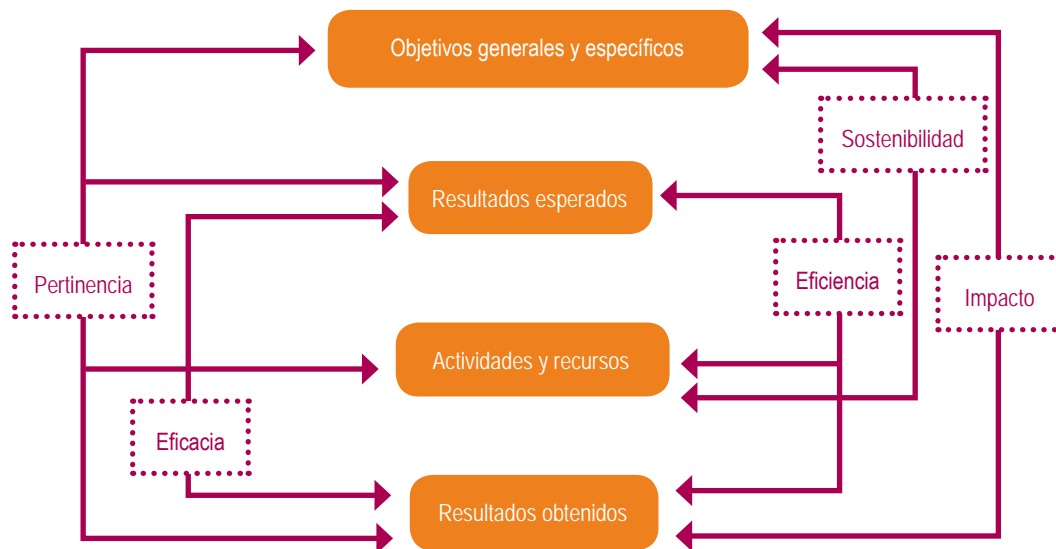 Objetivos generales y específicos
Sostenibilidad
Resultados esperados
Pertinencia
Eficiencia
Impacto
Actividades y recursos
Eficacia
Resultados obtenidos